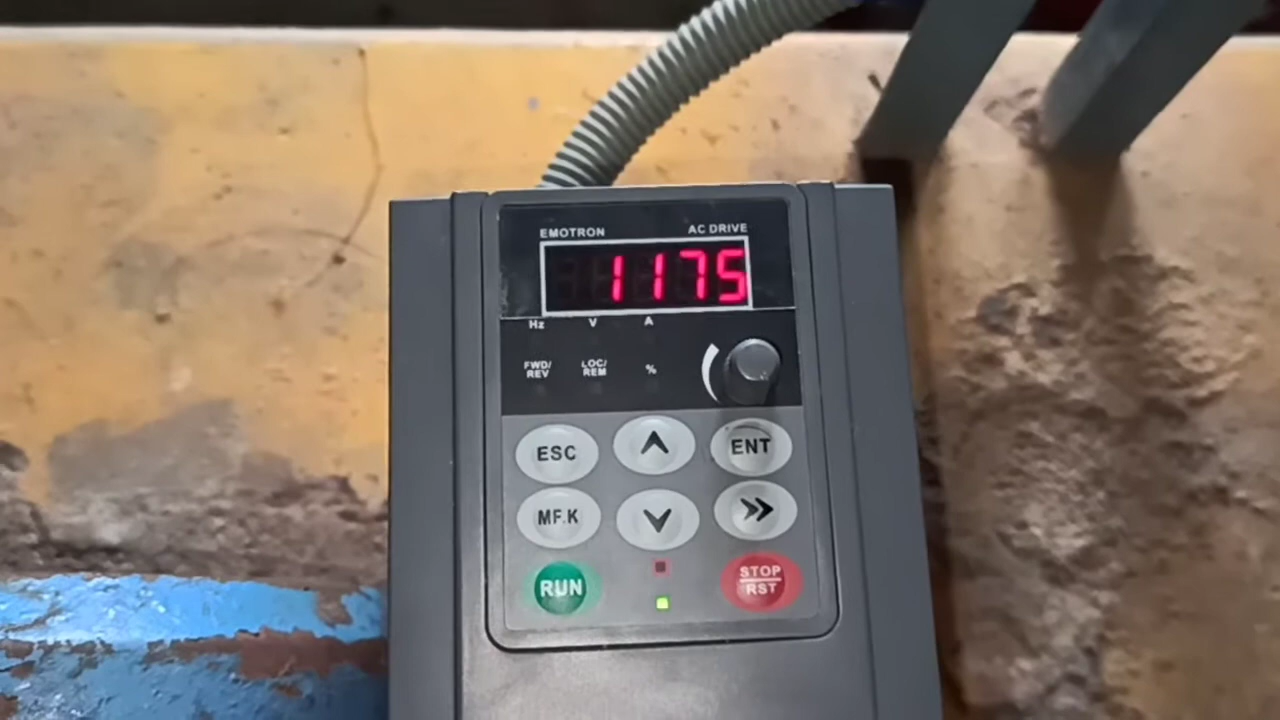 EMOTRON AC DRIVE
1175
Hz V A
FWD/ REV LOC/ REM %
ESC ENT
MF.K
RUN STOP RST